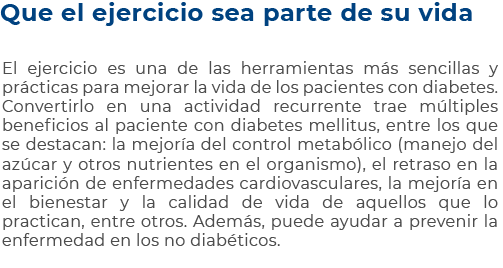 Que el ejercicio sea parte de su vida
El ejercicio es una de las herramientas más sencillas y
prácticas para mejorar la vida de los pacientes con diabetes.
Convertirlo en una actividad recurrente trae múltiples
beneficios al paciente con diabetes mellitus, entre los que
se destacan: la mejoría del control metabólico (manejo del
azúcar y otros nutrientes en el organismo), el retraso en la
aparición de enfermedades cardiovasculares, la mejoría en
el bienestar y la calidad de vida de aquellos que lo
practican, entre otros. Además, puede ayudar a prevenir la
enfermedad en los no diabéticos.